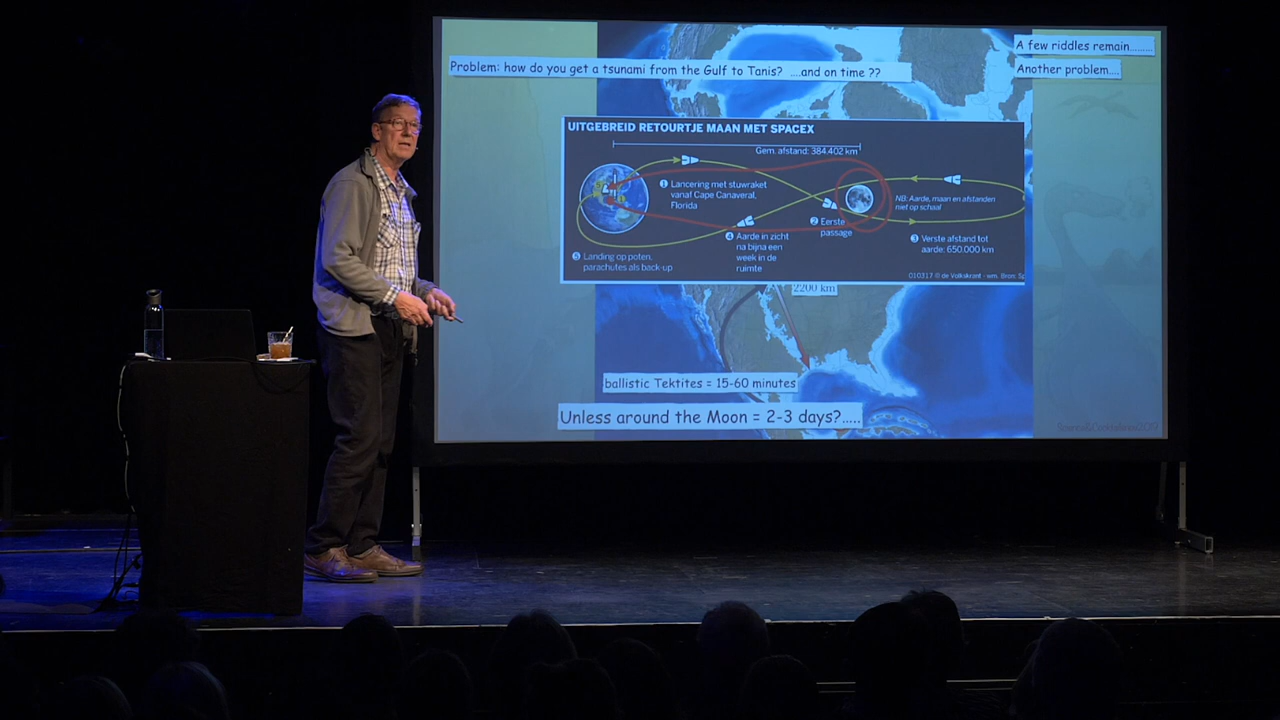 A few riddles remain.........
Problem: how do you get a tsunami from the Gulf to Tanis? ....and on time ??
Another problem....
UITGEBREID RETOURTJE MAAN MET SPACEX
Gem. afstand: 384.402 km
1 Lancering met stuwraket
vanaf Cape Canaveral,
Florida
NB: Aarde, maan en afstanden
niet op schaal
2 Eerste
passage
4 Aarde in zicht
na bijna een
week in de
ruimte
3 Verste afstand tot
aarde: 650.000 km
5 Landing op poten,
parachutes als back-up
010317 © de Volkskrant - wm. Bron: Sp
2200 km
ballistic Tektites = 15-60 minutes
Unless around the Moon = 2-3 days?.....